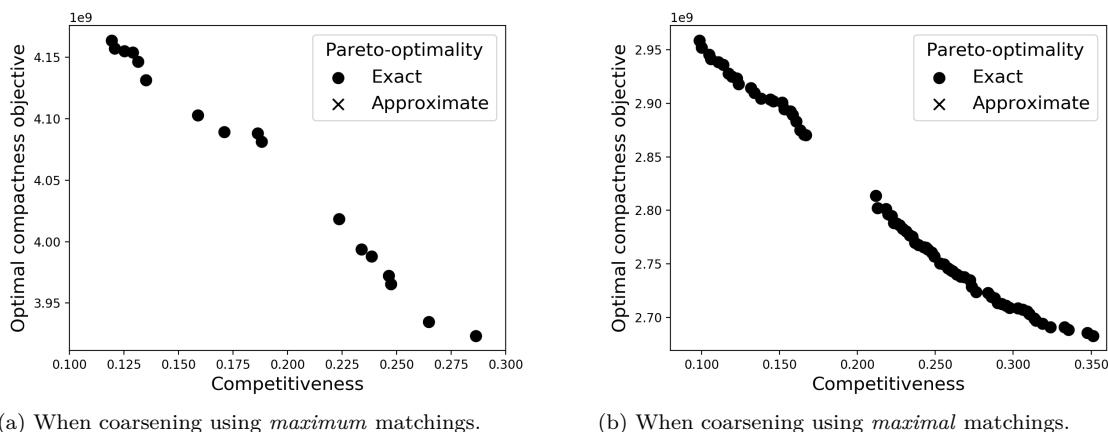 1e9
4.15
4.10
4.05
4.00
3.95
Optimal compactness objective
Pareto-optimality
Exact
Approximate
0.100 0.125 0.150 0.175 0.200 0.225 0.250 0.275 0.300
Competitiveness
(a) When coarsening using maximum matchings.
1e9
2.95
2.90
2.85
2.80
2.75
2.70
Optimal compactness objective
Pareto-optimality
Exact
Approximate
0.100 0.150 0.200 0.250 0.300 0.350
Competitiveness
(b) When coarsening using maximal matchings.